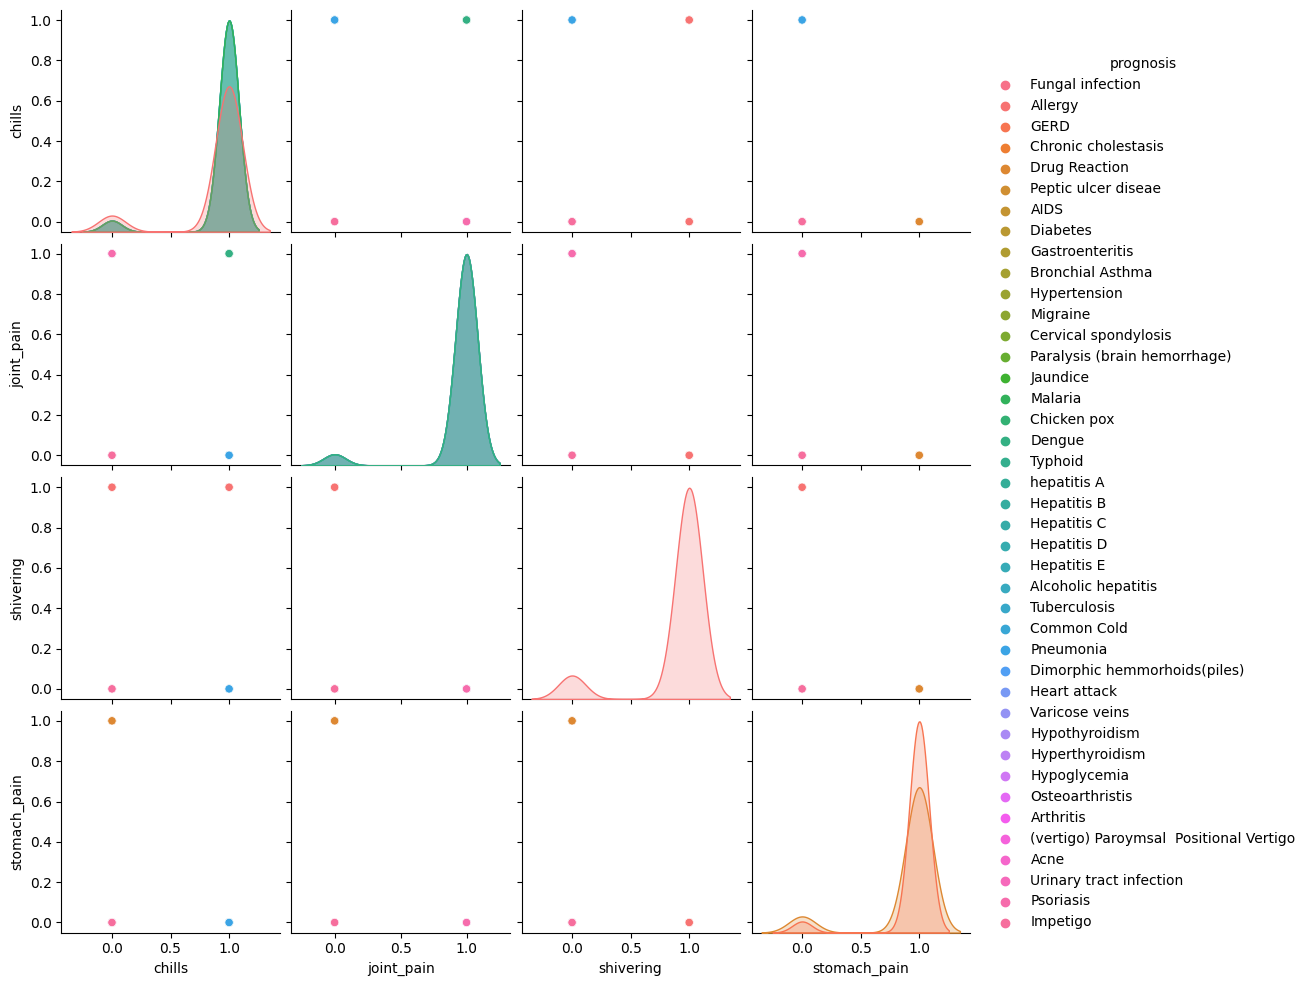 1.0
0.8
0.6
0.4
0.2
0.0
chills
1.0
0.8
0.6
0.4
0.2
0.0
joint_pain
1.0
0.8
0.6
0.4
0.2
0.0
shivering
1.0
0.8
0.6
0.4
0.2
0.0
stomach_pain
0.0 0.5 1.0
chills
0.0 0.5 1.0
joint_pain
0.0 0.5 1.0
shivering
0.0 0.5 1.0
stomach_pain
prognosis
Fungal infection
Allergy
GERD
Chronic cholestasis
Drug Reaction
Peptic ulcer diseae
AIDS
Diabetes
Gastroenteritis
Bronchial Asthma
Hypertension
Migraine
Cervical spondylosis
Paralysis (brain hemorrhage)
Jaundice
Malaria
Chicken pox
Dengue
Typhoid
hepatitis A
Hepatitis B
Hepatitis C
Hepatitis D
Hepatitis E
Alcoholic hepatitis
Tuberculosis
Common Cold
Pneumonia
Dimorphic hemmorhoids(piles)
Heart attack
Varicose veins
Hypothyroidism
Hyperthyroidism
Hypoglycemia
Osteoarthristis
Arthritis
(vertigo) Paroymsal  Positional Vertigo
Acne
Urinary tract infection
Psoriasis
Impetigo